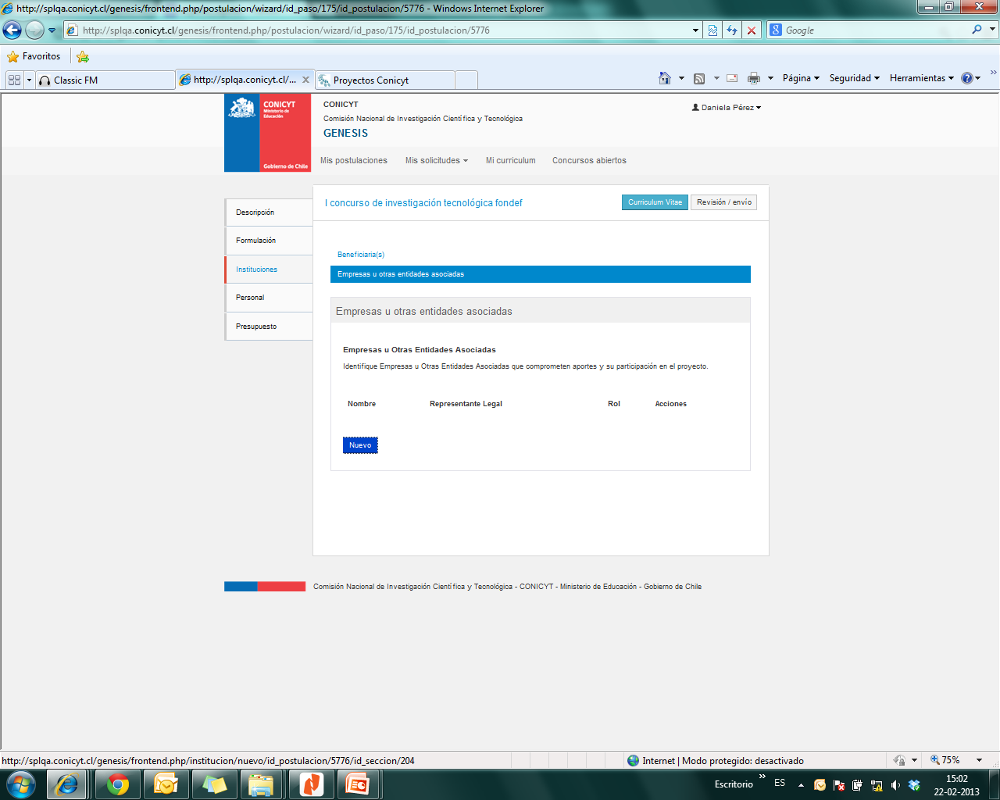 http://splqa.conicyt.cl/genesis/frontend.php/postulacion/wizard/id_paso/175/id_postulacion/5776 - Windows Internet Explorer
http://splqa.conicyt.cl/genesis/frontend.php/postulacion/wizard/id_paso/175/id_postulacion/5776
Google
Favoritos
Classic FM
http://splqa.conicyt.cl/...
Proyectos Conicyt
Página
Seguridad
Herramientas
CONICYT
Ministerio de
Educación
Gobierno de Chile
CONICYT
Comisión Nacional de Investigación Científica y Tecnológica
GENESIS
Daniela Pérez
Mis postulaciones
Mis solicitudes
Mi curriculum
Concursos abiertos
Descripción
Formulación
Instituciones
Personal
Presupuesto
I concurso de investigación tecnológica fondef
Curriculum Vitae
Revisión / envío
Beneficiaria(s)
Empresas u otras entidades asociadas
Empresas u otras entidades asociadas
Empresas u Otras Entidades Asociadas
Identifique Empresas u Otras Entidades Asociadas que comprometen aportes y su participación en el proyecto.
Nombre Representante Legal Rol Acciones
Nuevo
Comisión Nacional de Investigación Científica y Tecnológica - CONICYT - Ministerio de Educación - Gobierno de Chile
http://splqa.conicyt.cl/genesis/frontend.php/institucion/nuevo/id_postulacion/5776/id_seccion/204
Internet | Modo protegido: desactivado
75%
Escritorio
ES
15:02
22-02-2013